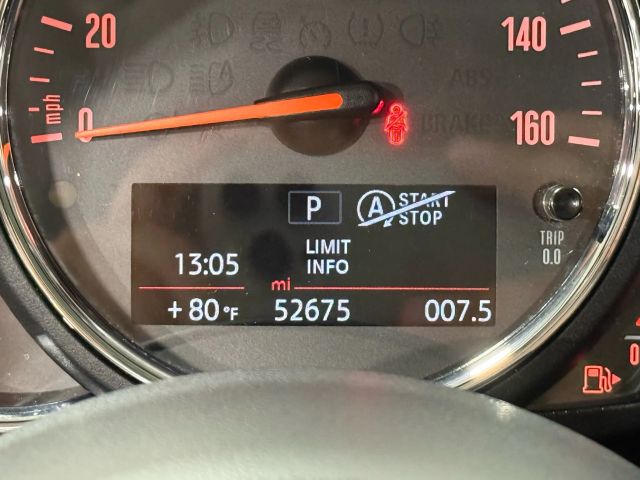 20
140
mph
0
160
ABS
BRAKE
P
A START STOP
TRIP
0.0
LIMIT
INFO
13:05
mi
+ 80 °F
52675
007.5
0